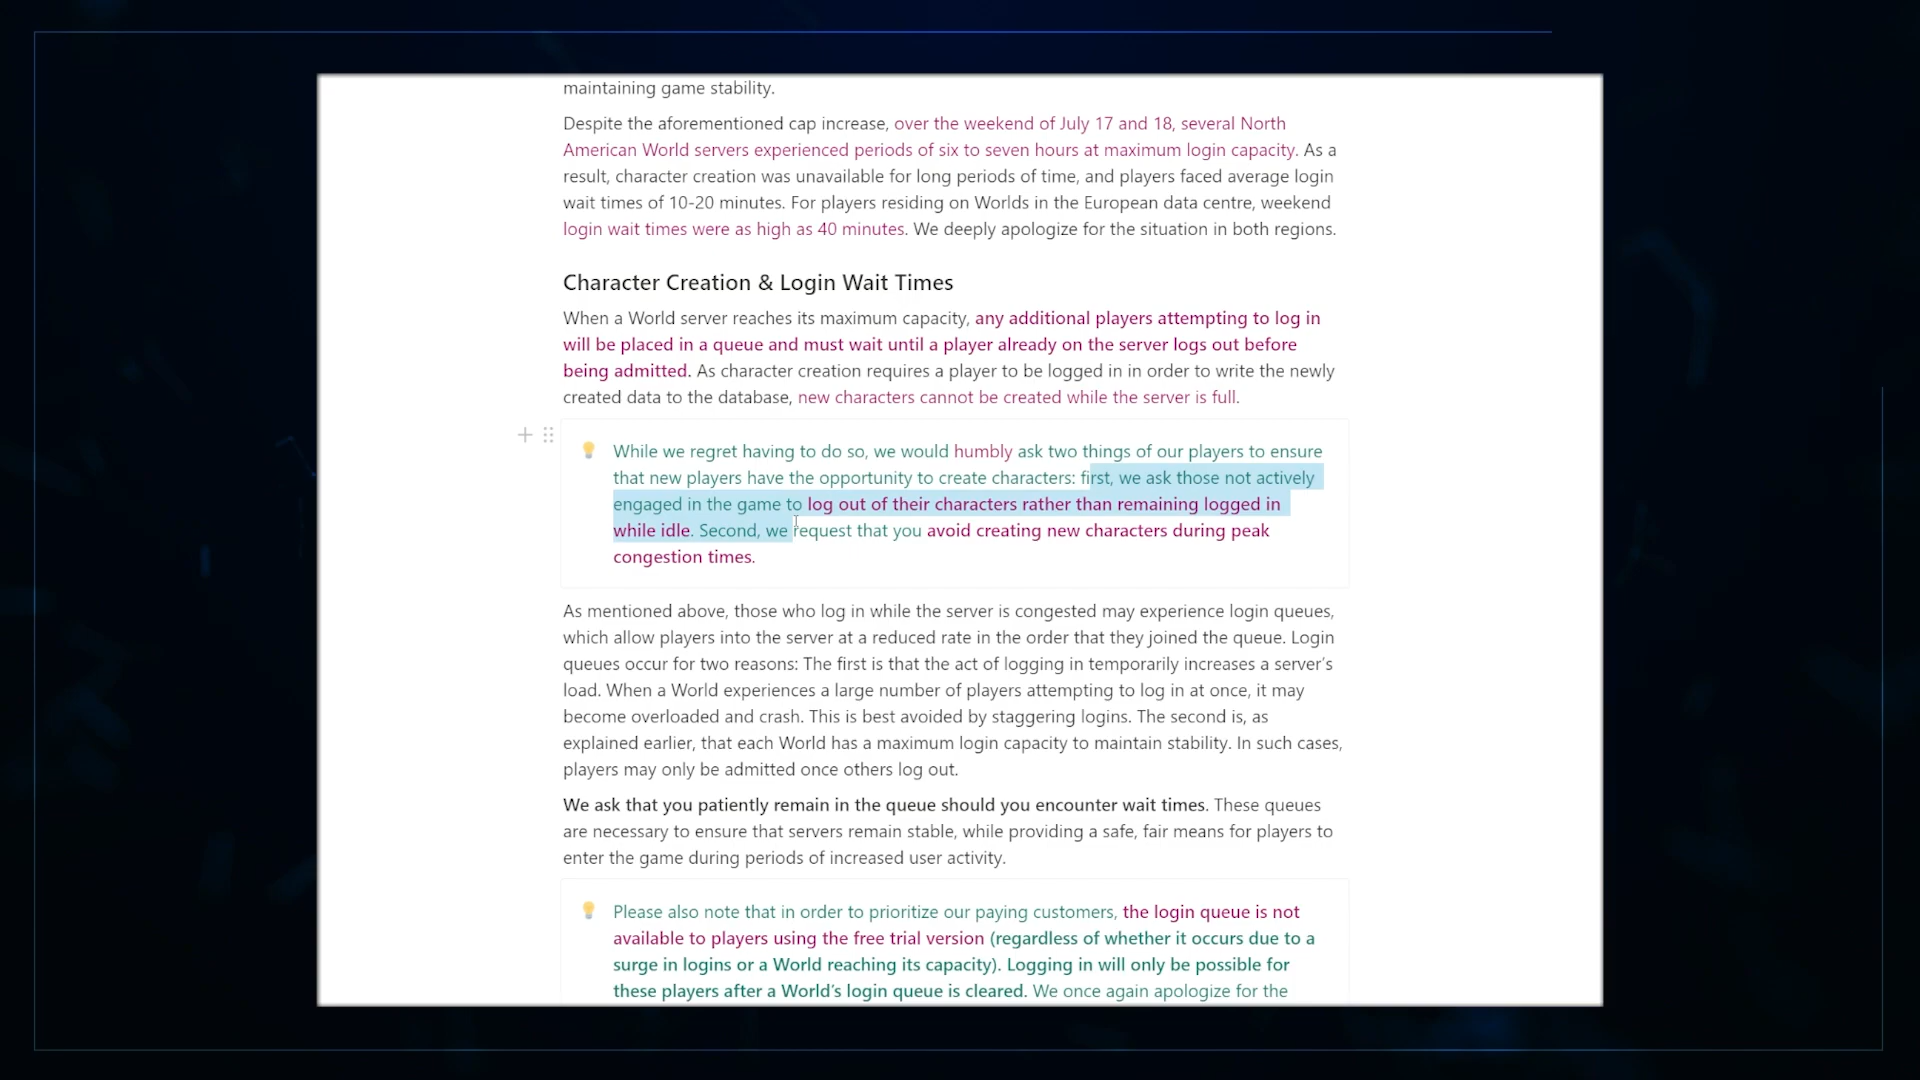 maintaining game stability.
Despite the aforementioned cap increase, over the weekend of July 17 and 18, several North
American World servers experienced periods of six to seven hours at maximum login capacity. As a
result, character creation was unavailable for long periods of time, and players faced average login
wait times of 10-20 minutes. For players residing on Worlds in the European data centre, weekend
login wait times were as high as 40 minutes. We deeply apologize for the situation in both regions.
Character Creation & Login Wait Times
When a World server reaches its maximum capacity, any additional players attempting to log in
will be placed in a queue and must wait until a player already on the server logs out before
being admitted. As character creation requires a player to be logged in in order to write the newly
created data to the database, new characters cannot be created while the server is full.
While we regret having to do so, we would humbly ask two things of our players to ensure
that new players have the opportunity to create characters: first, we ask those not actively
engaged in the game to log out of their characters rather than remaining logged in
while idle. Second, we request that you avoid creating new characters during peak
congestion times.
As mentioned above, those who log in while the server is congested may experience login queues,
which allow players into the server at a reduced rate in the order that they joined the queue. Login
queues occur for two reasons: The first is that the act of logging in temporarily increases a server's
load. When a World experiences a large number of players attempting to log in at once, it may
become overloaded and crash. This is best avoided by staggering logins. The second is, as
explained earlier, that each World has a maximum login capacity to maintain stability. In such cases,
players may only be admitted once others log out.
We ask that you patiently remain in the queue should you encounter wait times. These queues
are necessary to ensure that servers remain stable, while providing a safe, fair means for players to
enter the game during periods of increased user activity.
Please also note that in order to prioritize our paying customers, the login queue is not
available to players using the free trial version (regardless of whether it occurs due to a
surge in logins or a World reaching its capacity). Logging in will only be possible for
these players after a World's login queue is cleared. We once again apologize for the